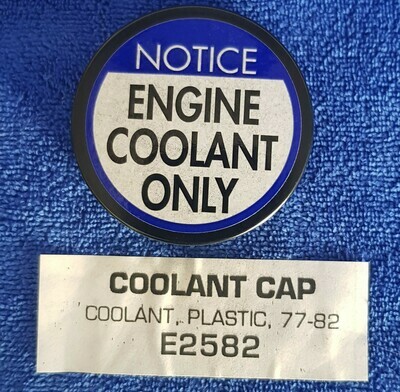 NOTICE
ENGINE
COOLANT
ONLY
COOLANT CAP
COOLANT, PLASTIC, 77-82
E2582